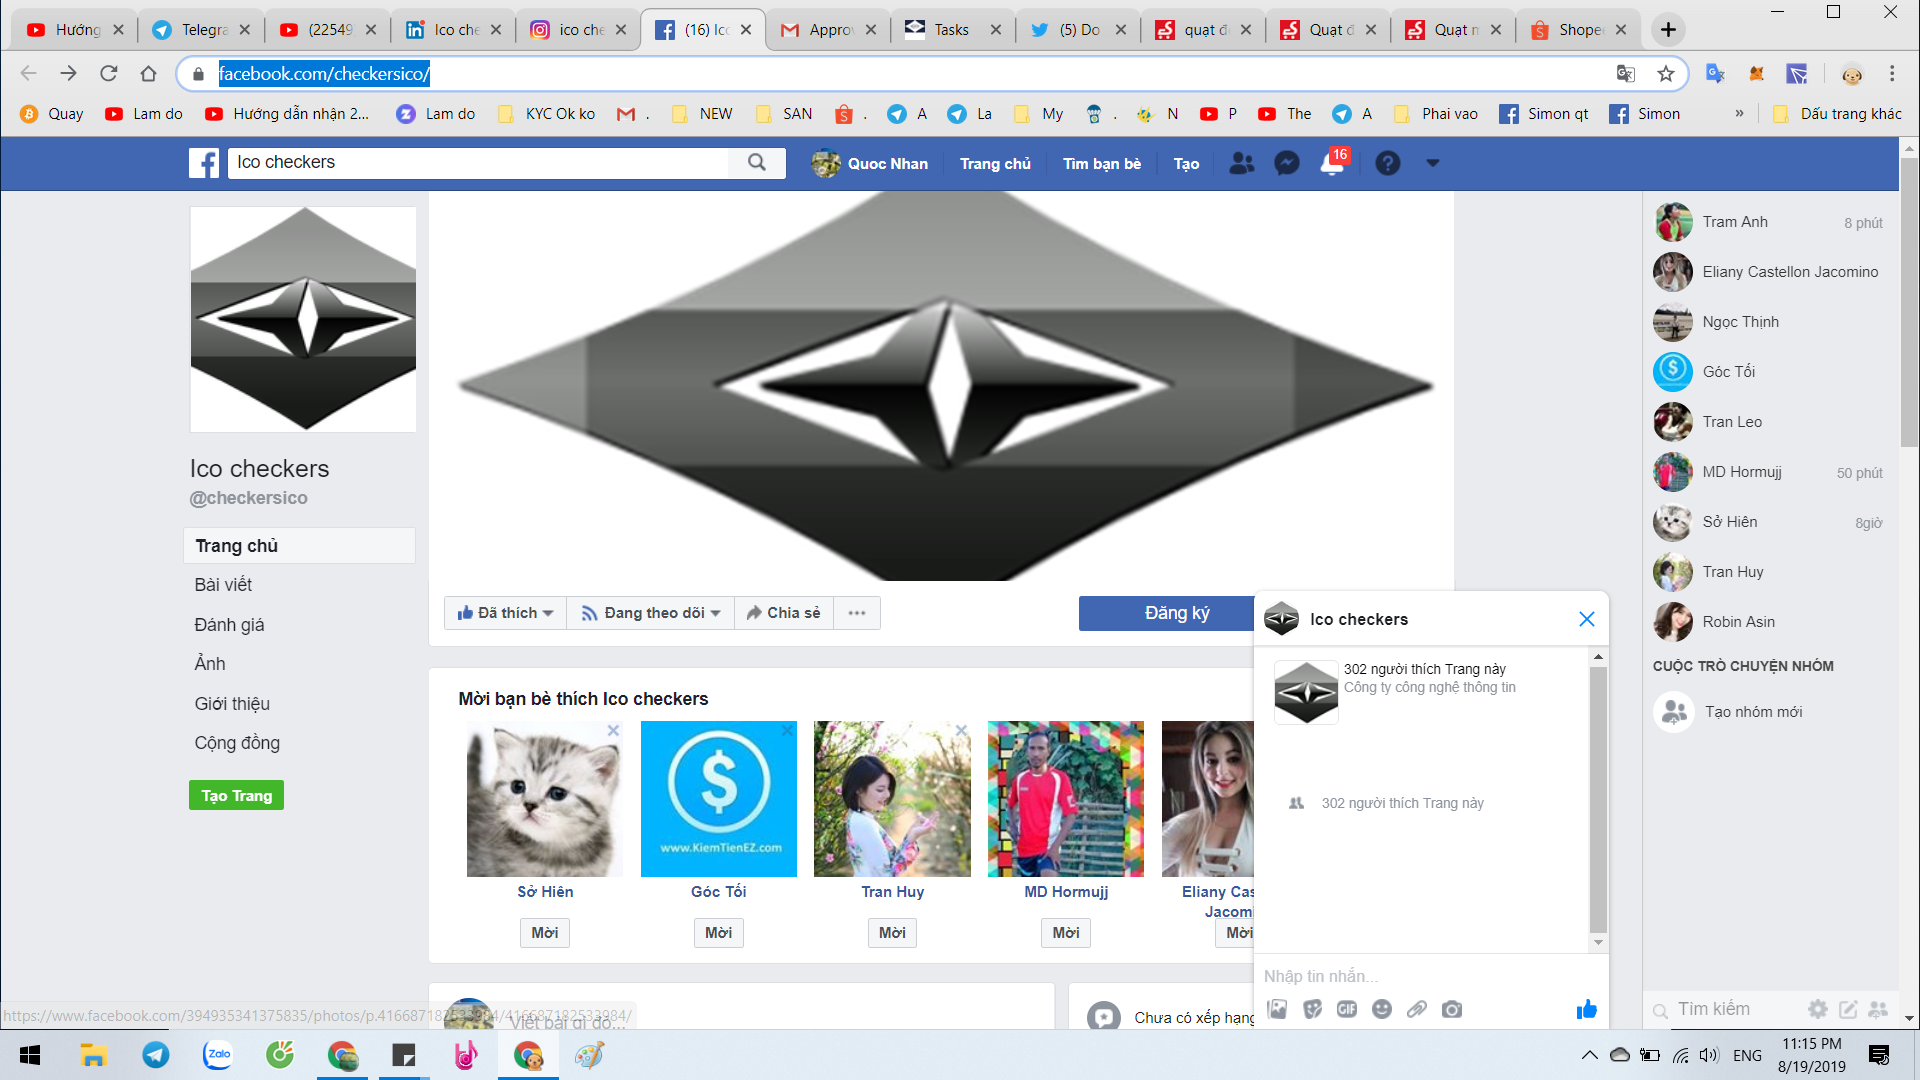 Hướng
Telegra
(22549
Ico che
ico che
(16) Ico
Approv
Tasks
(5) Do
quạt đ
Quạt đ
Quạt m
Shope
facebook.com/checkersico/
Quay
Lam do
Hướng dẫn nhận 2...
Lam do
KYC Ok ko
.
NEW
SAN
.
A
La
My
.
N
P
The
A
Phai vao
Simon qt
Simon
»
Dấu trang khác
Ico checkers
Quoc Nhan
Trang chủ
Tìm bạn bè
Tạo
16
Ico checkers
@checkersico
Trang chủ
Bài viết
Đánh giá
Ảnh
Giới thiệu
Cộng đồng
Tạo Trang
Đã thích
Đang theo dõi
Chia sẻ
Đăng ký
Mời bạn bè thích Ico checkers
www.KiemTienEZ.com
Sở Hiên
Góc Tối
Tran Huy
MD Hormujj
Eliany Cas
Jacom
Mời
Mời
Mời
Mời
Mời
Viết bài gì đó...
Chưa có xếp hạng
https://www.facebook.com/394935341375835/photos/p.416687182533984/416687182533984/
Ico checkers
302 người thích Trang này
Công ty công nghệ thông tin
302 người thích Trang này
Nhập tin nhắn...
GIF
Tram Anh
8 phút
Eliany Castellon Jacomino
Ngọc Thịnh
Góc Tối
Tran Leo
MD Hormujj
50 phút
Sở Hiên
8giờ
Tran Huy
Robin Asin
CUỘC TRÒ CHUYỆN NHÓM
Tạo nhóm mới
Tìm kiếm
Zalo
ENG
11:15 PM
8/19/2019